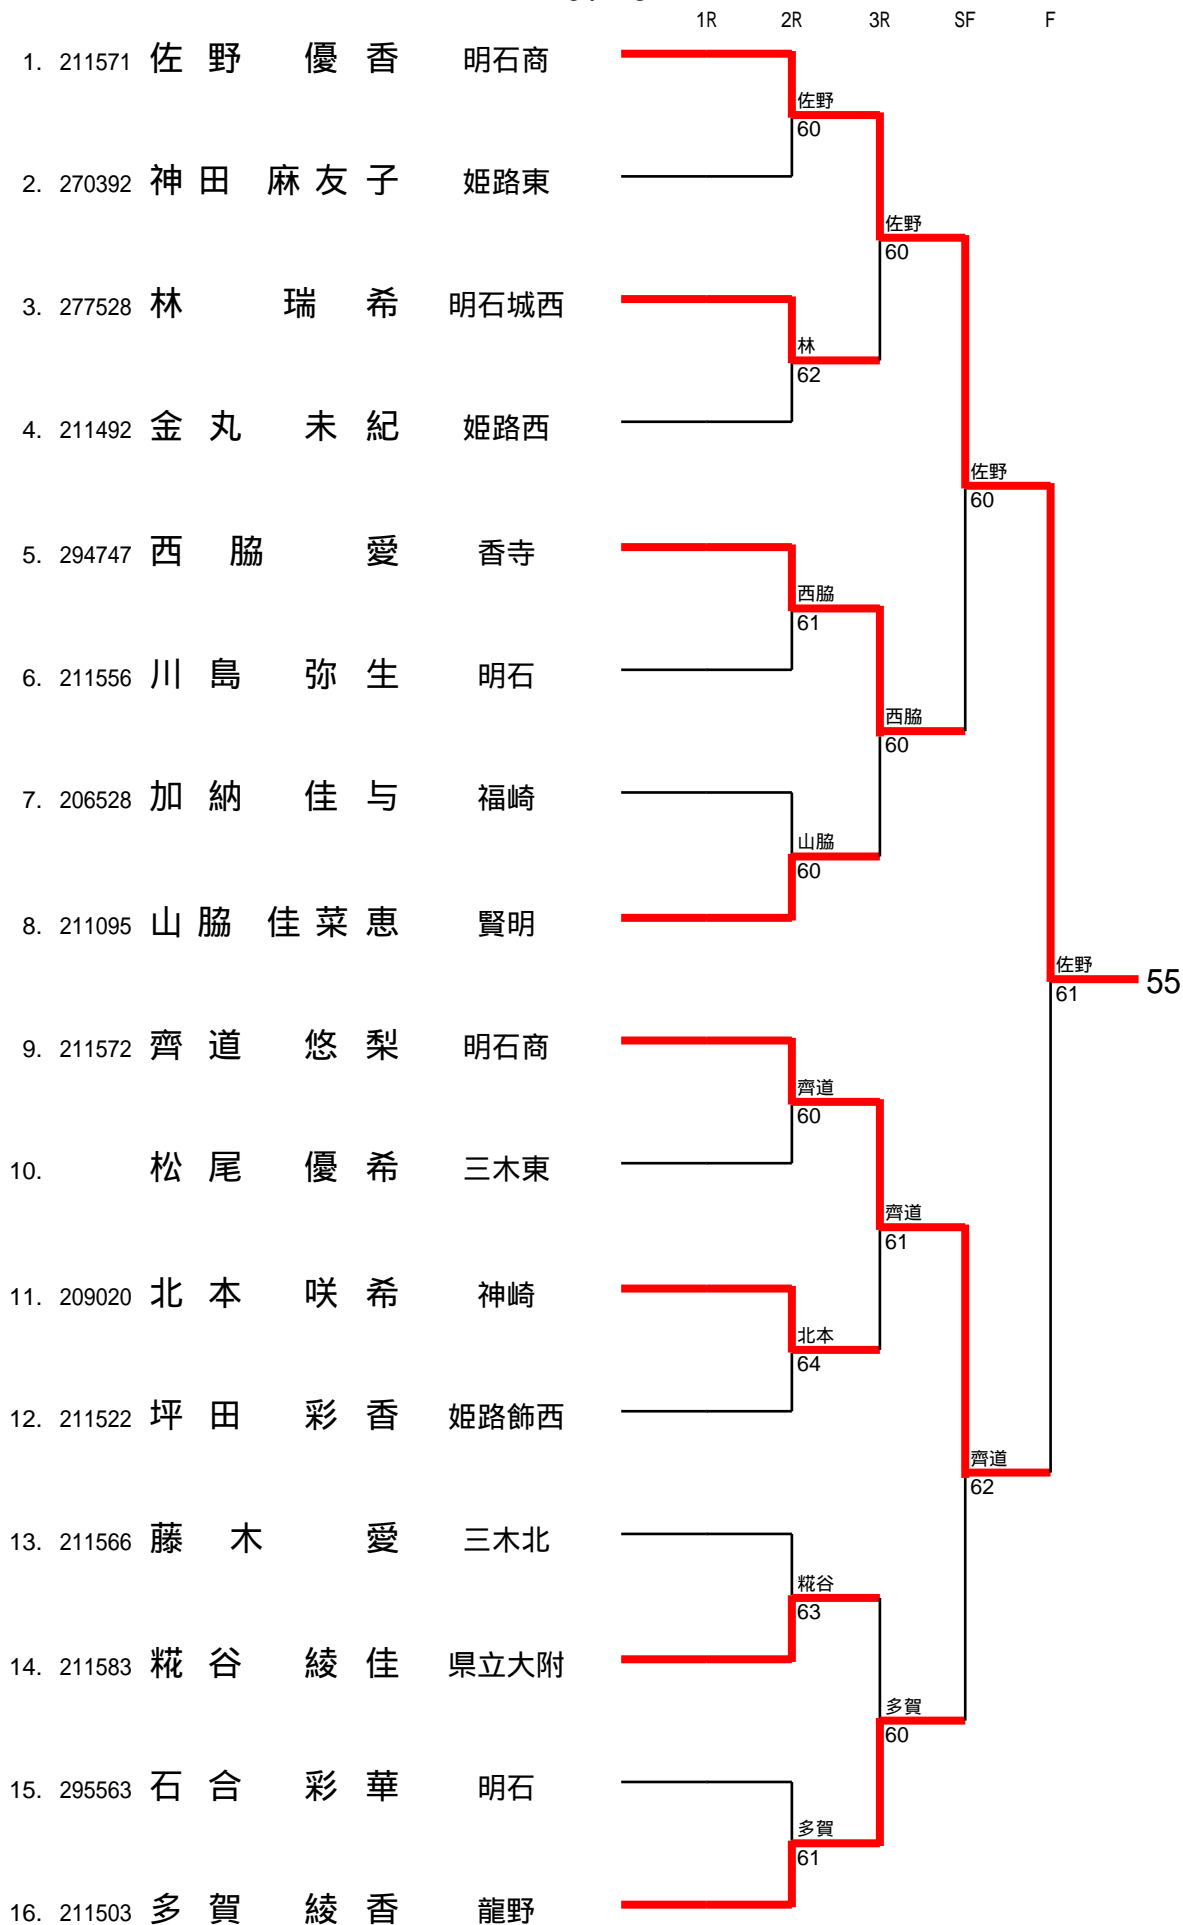 1R 2R 3R SF F
1. 211571 佐野 優香 明石商
佐野
60
2. 270392 神田 麻友子 姫路東
佐野
60
3. 277528 林 瑞希 明石城西
林
62
4. 211492 金丸 未紀 姫路西
佐野
60
5. 294747 西脇 愛 香寺
西脇
61
6. 211556 川島 弥生 明石
西脇
60
7. 206528 加納 佳与 福崎
山脇
60
8. 211095 山脇 佳菜恵 賢明
佐野
61
55
9. 211572 齊道 悠梨 明石商
齊道
60
10. 松尾 優希 三木東
齊道
61
11. 209020 北本 咲希 神崎
北本
64
12. 211522 坪田 彩香 姫路飾西
齊道
62
13. 211566 藤木 愛 三木北
糀谷
63
14. 211583 糀谷 綾佳 県立大附
多賀
60
15. 295563 石合 彩華 明石
多賀
61
16. 211503 多賀 綾香 龍野